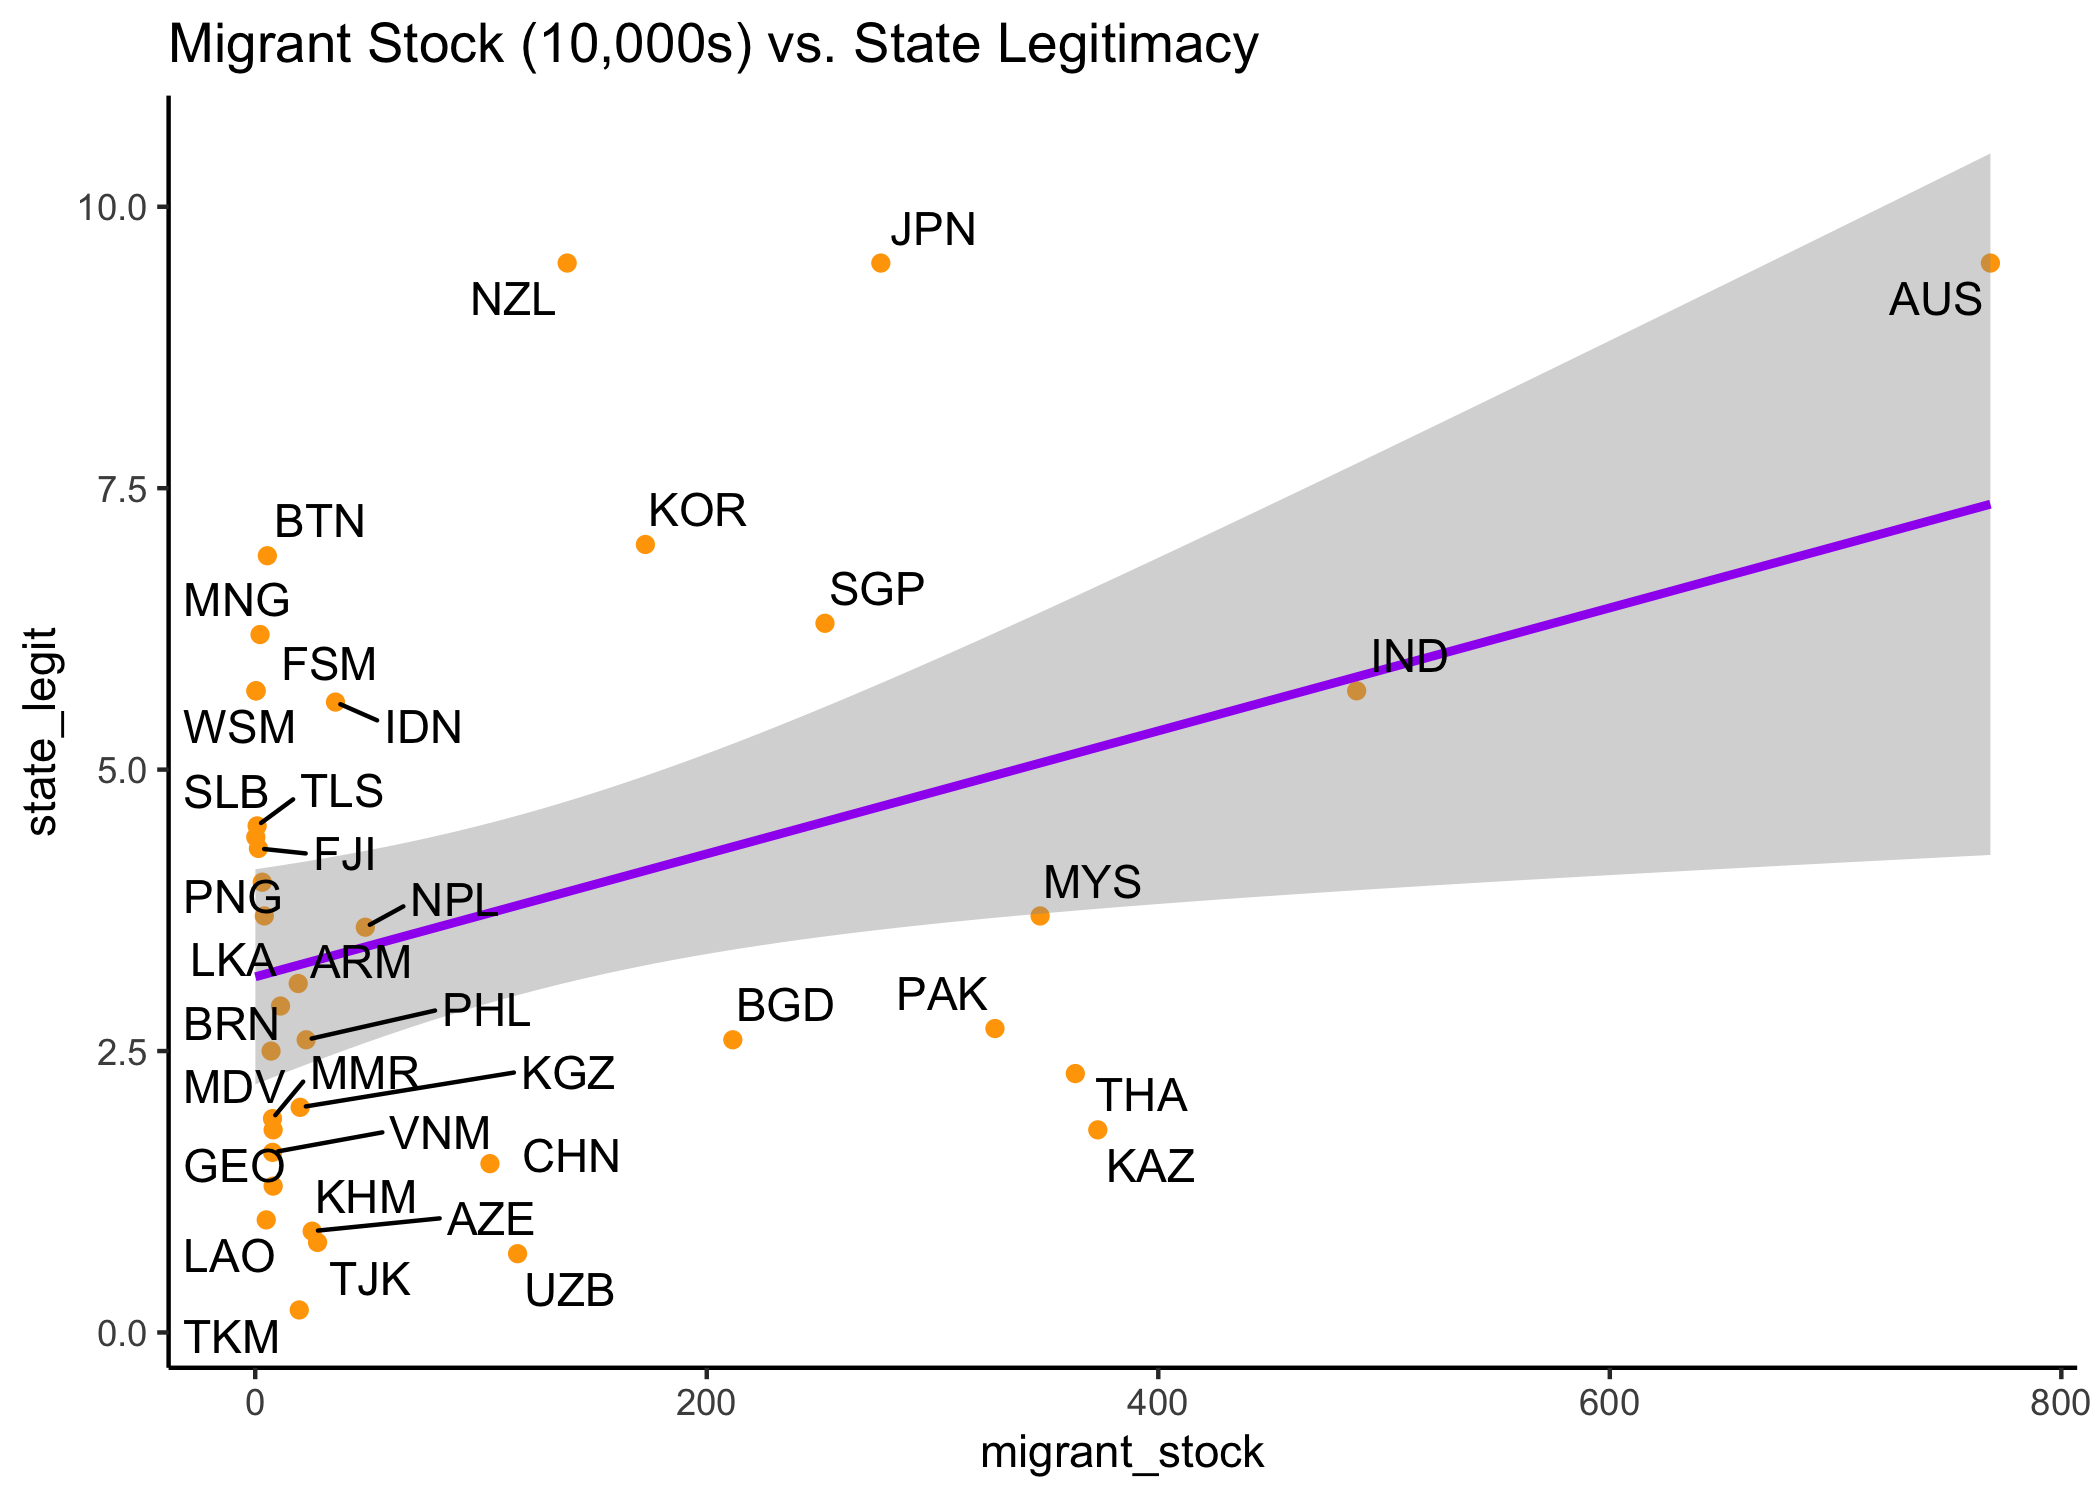 Migrant Stock (10,000s) vs. State Legitimacy
10.0
JPN
NZL
AUS
7.5
KOR
BTN
SGP
MNG
IND
FSM
IDN
WSM
state_legit
5.0
TLS
SLB
FJI
MYS
PNG
NPL
LKA
ARM
PAK
BGD
PHL
BRN
2.5
MMR
KGZ
MDV
THA
VNM
CHN
GEO
KAZ
KHM
AZE
LAO
TJK
UZB
TKM
0.0
0
200
400
600
800
migrant_stock